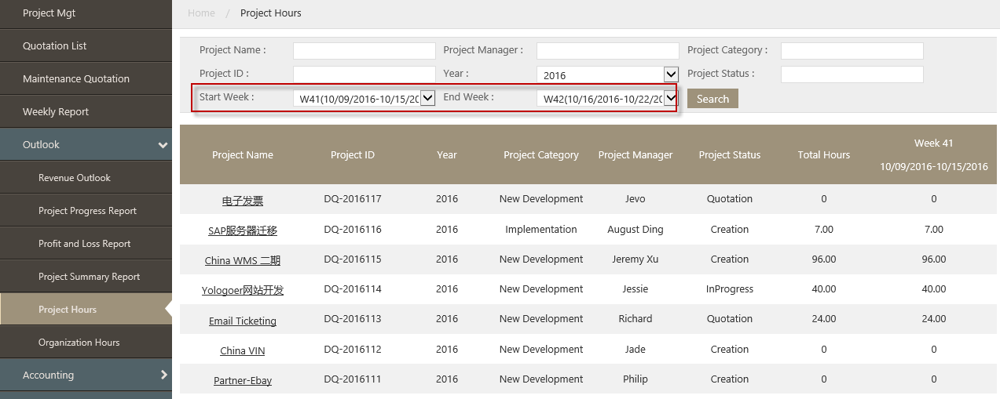 Project Mgt
Quotation List
Maintenance Quotation
Weekly Report
Outlook
Revenue Outlook
Project Progress Report
Profit and Loss Report
Project Summary Report
Project Hours
Organization Hours
Accounting
Home / Project Hours
Project Name : Project Manager : Project Category :
Project ID : Year : 2016 Project Status :
Start Week : W41(10/09/2016-10/15/20 End Week : W42(10/16/2016-10/22/20 Search
Project Name Project ID Year Project Category Project Manager Project Status Total Hours Week 41
10/09/2016-10/15/2016
电子发票 DQ-2016117 2016 New Development Jevo Quotation 0 0
SAP服务器迁移 DQ-2016116 2016 Implementation August Ding Creation 7.00 7.00
China WMS 二期 DQ-2016115 2016 New Development Jeremy Xu Creation 96.00 96.00
Yologoer网站开发 DQ-2016114 2016 New Development Jessie InProgress 40.00 40.00
Email Ticketing DQ-2016113 2016 New Development Richard Quotation 24.00 24.00
China VIN DQ-2016112 2016 New Development Jade Creation 0 0
Partner-Ebay DQ-2016111 2016 New Development Philip Creation 0 0